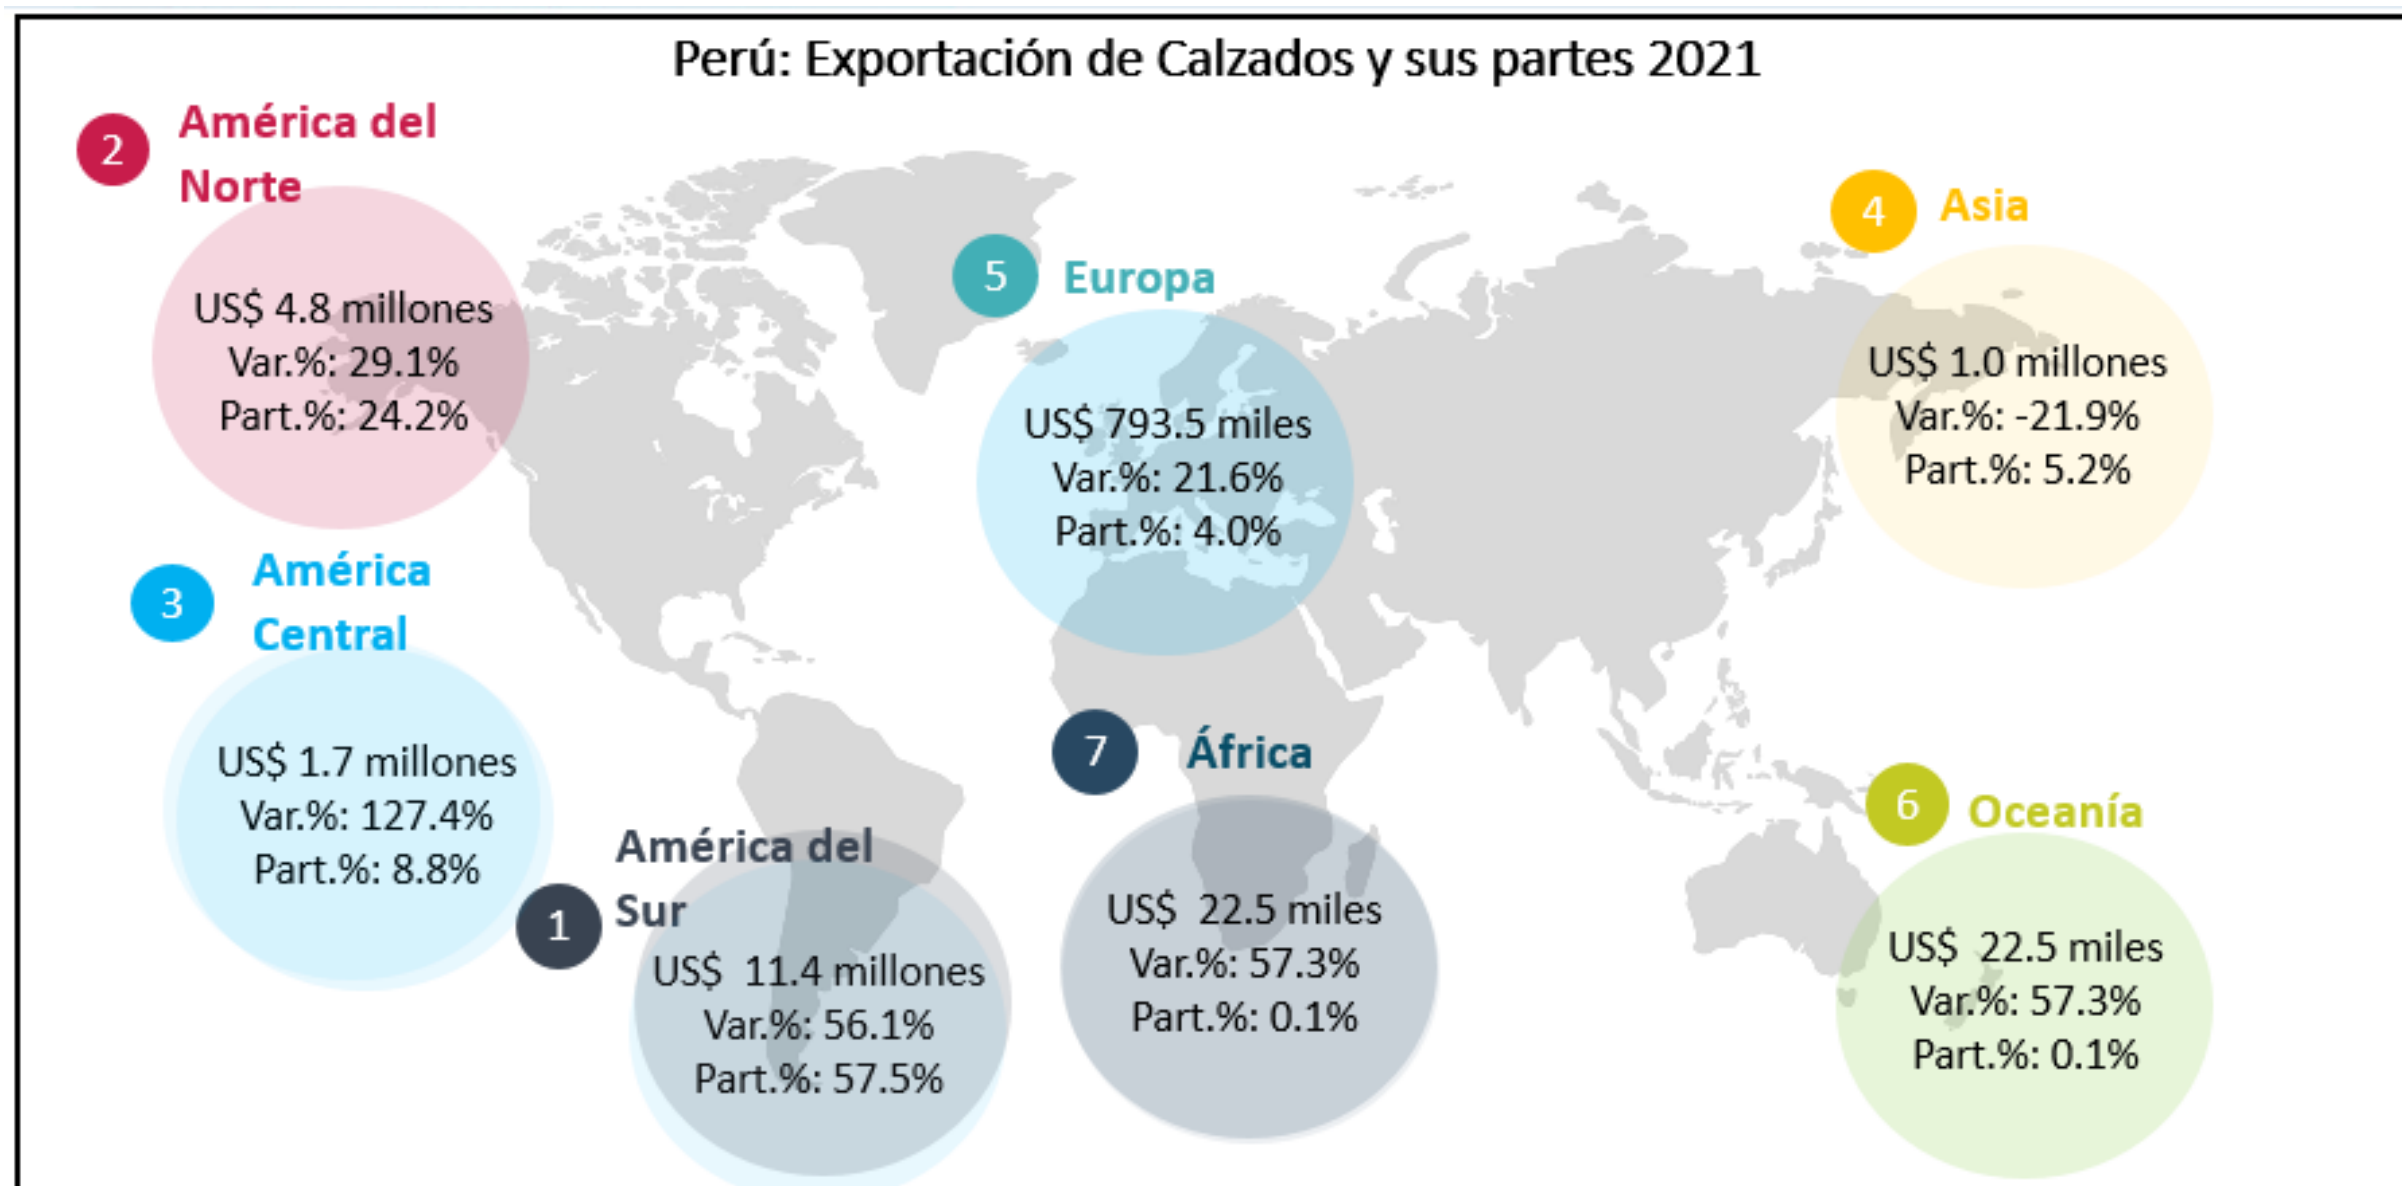 Perú: Exportación de Calzados y sus partes 2021
2
América del
Norte
US$ 4.8 millones
Var.%: 29.1%
Part.%: 24.2%
5
Europa
US$ 793.5 miles
Var.%: 21.6%
Part.%: 4.0%
4
Asia
US$ 1.0 millones
Var.%: -21.9%
Part.%: 5.2%
3
América
Central
US$ 1.7 millones
Var.%: 127.4%
Part.%: 8.8%
1
América del
Sur
US$  11.4 millones
Var.%: 56.1%
Part.%: 57.5%
7
África
US$  22.5 miles
Var.%: 57.3%
Part.%: 0.1%
6
Oceanía
US$  22.5 miles
Var.%: 57.3%
Part.%: 0.1%